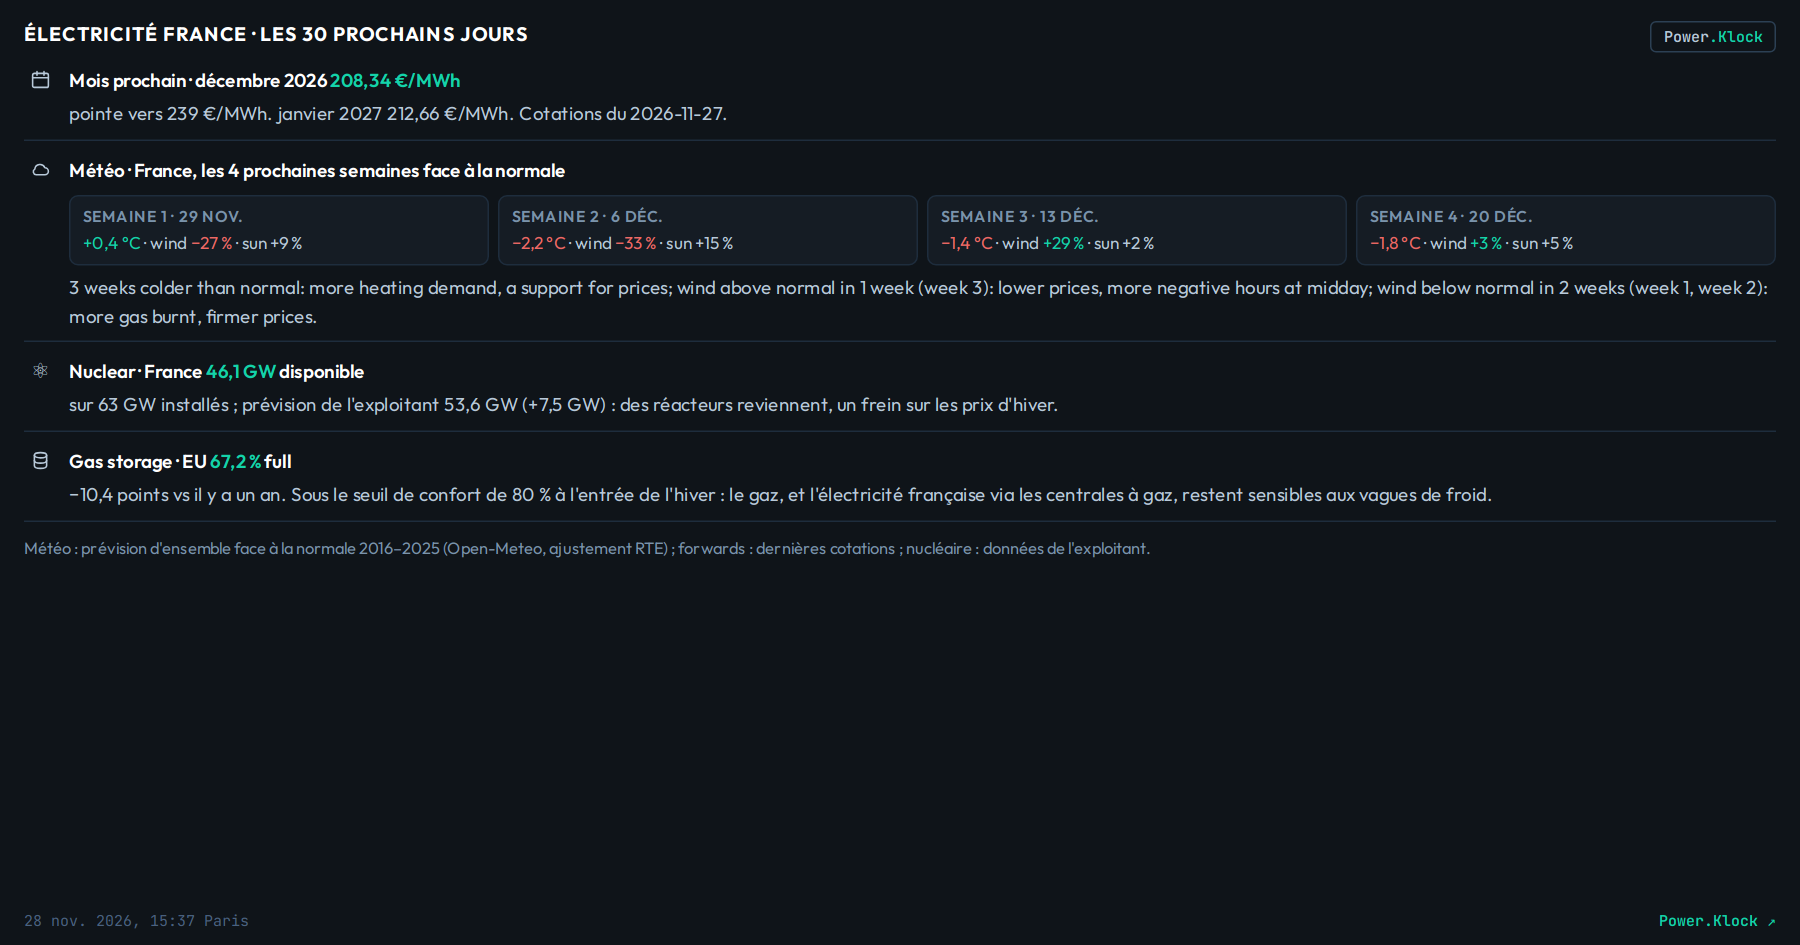 ÉLECTRICITÉ FRANCE · LES 30 PROCHAINS JOURS
Power.Klock
Mois prochain · décembre 2026 208,34 €/MWh
pointe vers 239 €/MWh. janvier 2027 212,66 €/MWh. Cotations du 2026-11-27.
Météo · France, les 4 prochaines semaines face à la normale
SEMAINE 1 · 29 NOV.
+0,4 °C · wind −27 % · sun +9 %
SEMAINE 2 · 6 DÉC.
−2,2 °C · wind −33 % · sun +15 %
SEMAINE 3 · 13 DÉC.
−1,4 °C · wind +29 % · sun +2 %
SEMAINE 4 · 20 DÉC.
−1,8 °C · wind +3 % · sun +5 %
3 weeks colder than normal: more heating demand, a support for prices; wind above normal in 1 week (week 3): lower prices, more negative hours at midday; wind below normal in 2 weeks (week 1, week 2):
more gas burnt, firmer prices.
Nuclear · France 46,1 GW disponible
sur 63 GW installés ; prévision de l'exploitant 53,6 GW (+7,5 GW) : des réacteurs reviennent, un frein sur les prix d'hiver.
Gas storage · EU 67,2 % full
−10,4 points vs il y a un an. Sous le seuil de confort de 80 % à l'entrée de l'hiver : le gaz, et l'électricité française via les centrales à gaz, restent sensibles aux vagues de froid.
Météo : prévision d'ensemble face à la normale 2016–2025 (Open-Meteo, ajustement RTE) ; forwards : dernières cotations ; nucléaire : données de l'exploitant.
28 nov. 2026, 15:37 Paris
Power.Klock ↗